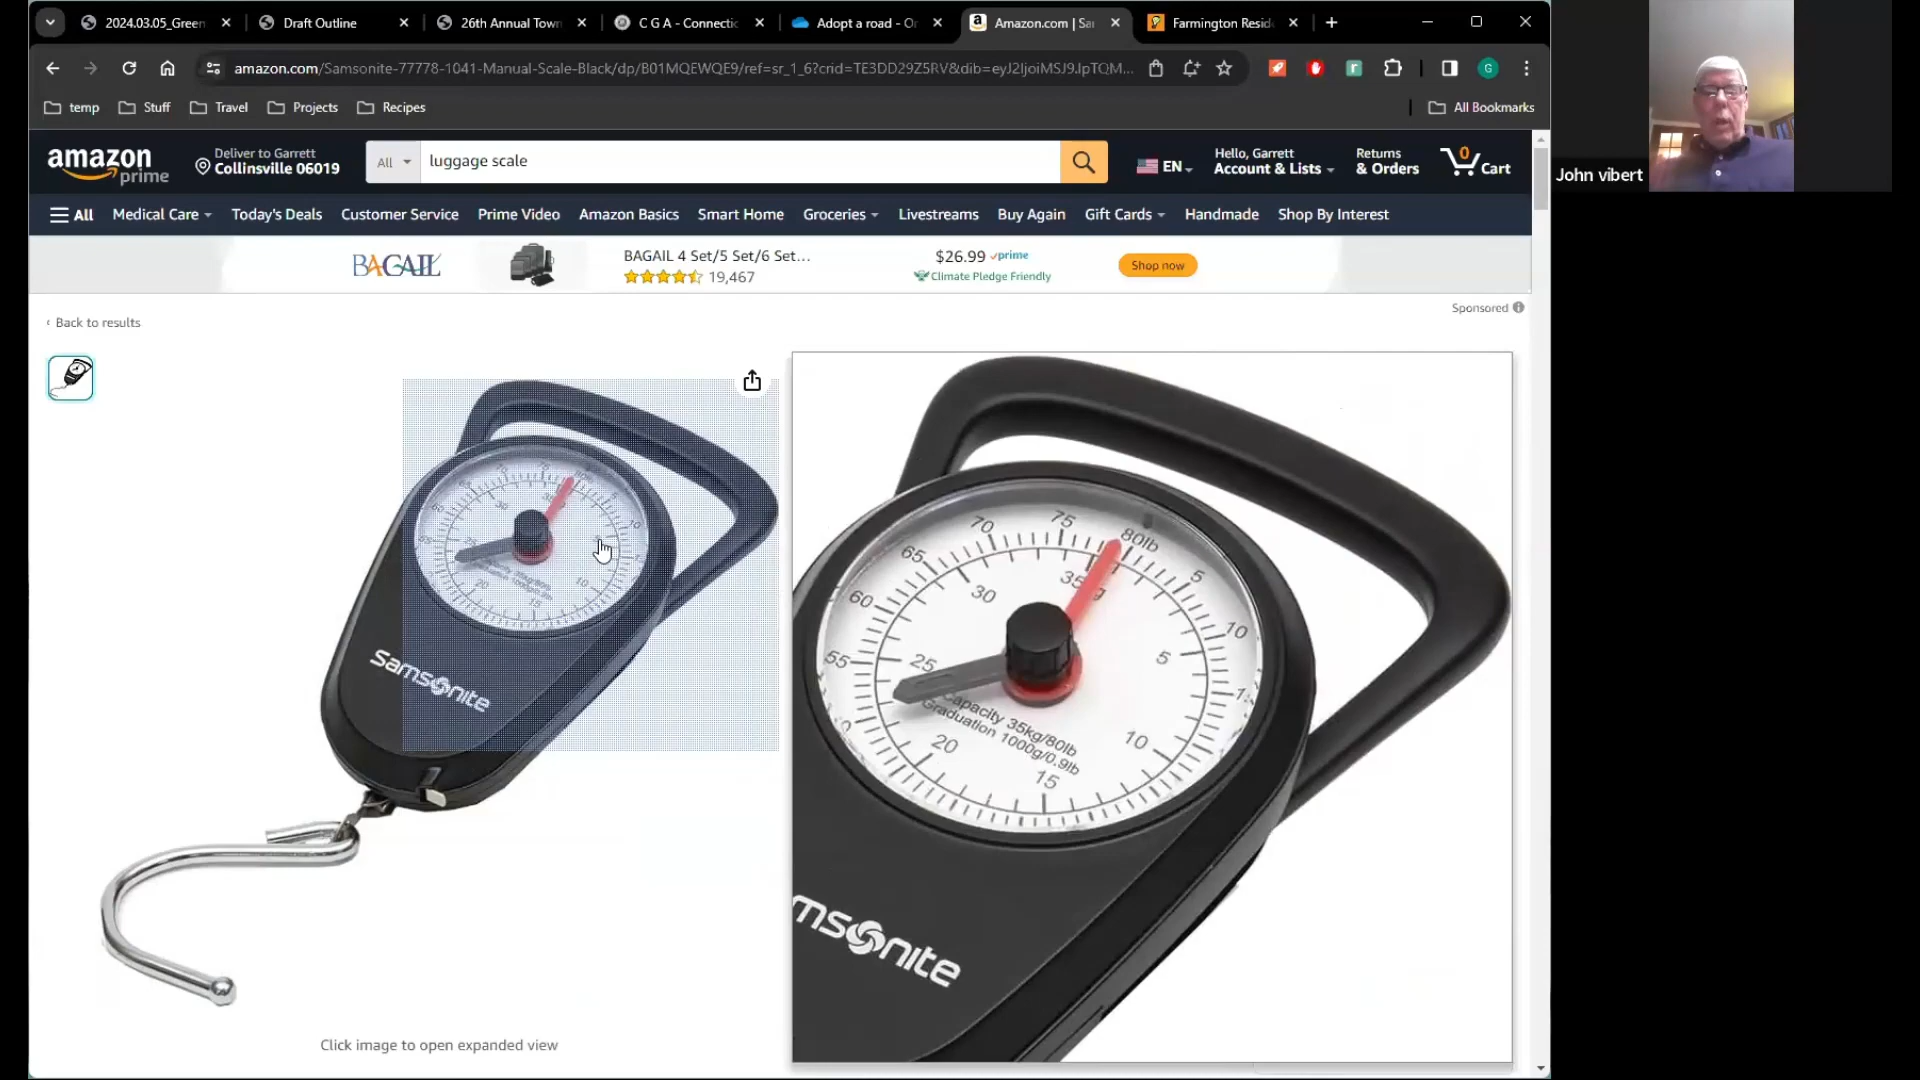 2024.03.05_Green
Draft Outline
26th Annual Town
C G A - Connectic
Adopt a road - Or
Amazon.com | Sa
Farmington Resid
amazon.com/Samsonite-77778-1041-Manual-Scale-Black/dp/B01MQEWQE9/ref=sr_1_6?crid=TE3DD29Z5RV&dib=eyJ2IjoiMSJ9.IpTQM...
G
temp
Stuff
Travel
Projects
Recipes
All Bookmarks
amazon prime
Deliver to Garrett
Collinsville 06019
All
luggage scale
EN
Hello, Garrett
Account & Lists
Returns
& Orders
0
Cart
All
Medical Care
Today's Deals
Customer Service
Prime Video
Amazon Basics
Smart Home
Groceries
Livestreams
Buy Again
Gift Cards
Handmade
Shop By Interest
BAGAIL
BAGAIL 4 Set/5 Set/6 Set...
19,467
$26.99 prime
Climate Pledge Friendly
Shop now
Sponsored
Back to results
Samsonite
75
80lb
70
5
65
35
30
60
10
55
25
5
Capacity 35kg/80lb
Graduation 1000g/0.9lb
20
10
15
msonite
Click image to open expanded view
John vibert